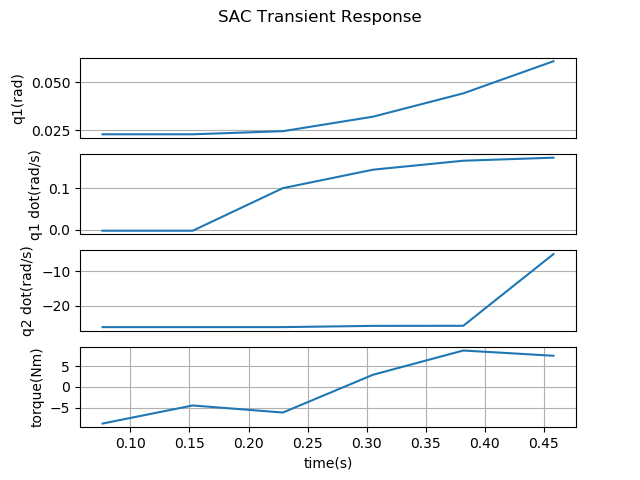 SAC Transient Response
q1(rad)
0.050
0.025
q1 dot(rad/s)
0.1
0.0
q2 dot(rad/s)
−10
−20
torque(Nm)
5
0
−5
0.10 0.15 0.20 0.25 0.30 0.35 0.40 0.45
time(s)